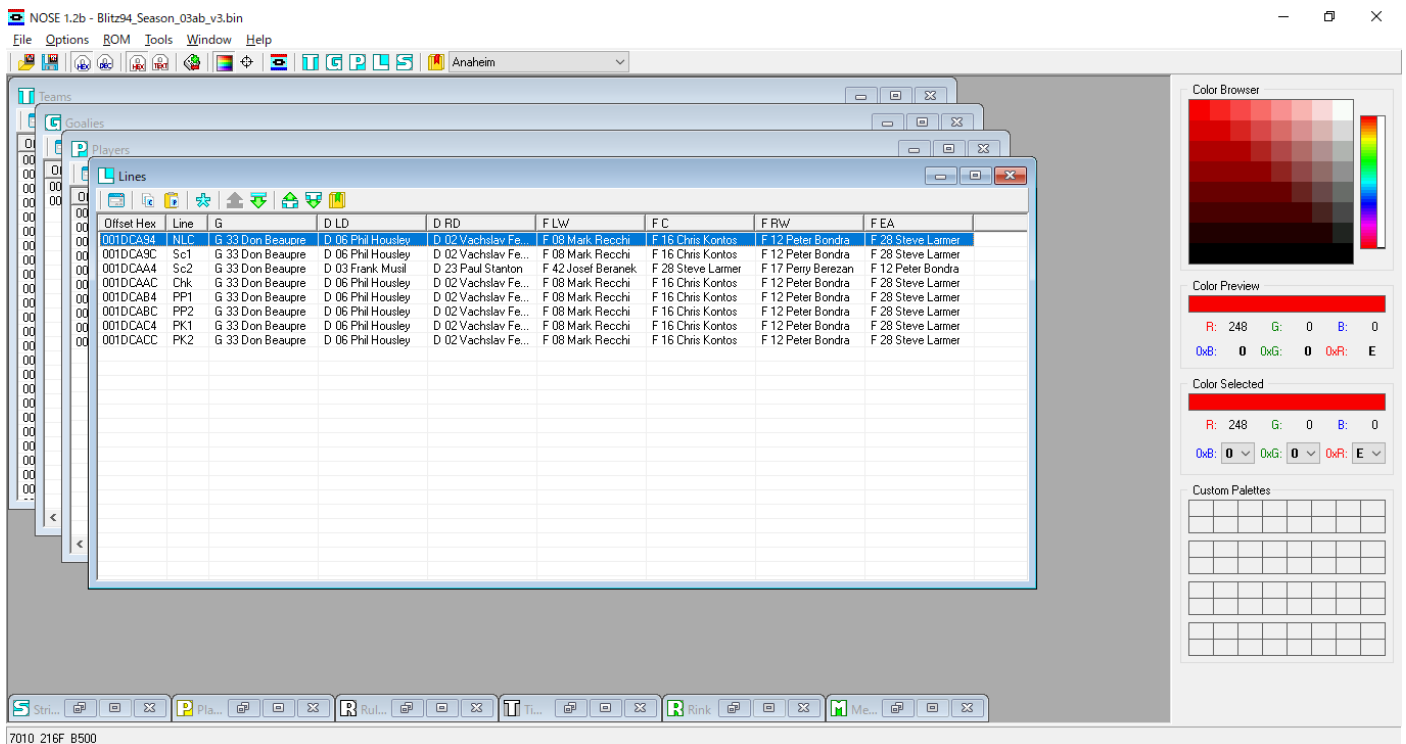 NOSE 1.2b - Blitz94_Season_03ab_v3.bin
File Options ROM Tools Window Help
HEX DEC HEX TEXT T G P L S Anaheim
T Teams
G Goalies
P Players
L Lines
Offset Hex Line G D LD D RD F LW F C F RW F EA
001DCA94 NLC G 33 Don Beaupre D 06 Phil Housley D 02 Vachslav Fe... F 08 Mark Recchi F 16 Chris Kontos F 12 Peter Bondra F 28 Steve Larmer
001DCA9C Sc1 G 33 Don Beaupre D 06 Phil Housley D 02 Vachslav Fe... F 08 Mark Recchi F 16 Chris Kontos F 12 Peter Bondra F 28 Steve Larmer
001DCAA4 Sc2 G 33 Don Beaupre D 03 Frank Musil D 23 Paul Stanton F 42 Josef Beranek F 28 Steve Larmer F 17 Perry Berezan F 12 Peter Bondra
001DCAAC Chk G 33 Don Beaupre D 06 Phil Housley D 02 Vachslav Fe... F 08 Mark Recchi F 16 Chris Kontos F 12 Peter Bondra F 28 Steve Larmer
001DCAB4 PP1 G 33 Don Beaupre D 06 Phil Housley D 02 Vachslav Fe... F 08 Mark Recchi F 16 Chris Kontos F 12 Peter Bondra F 28 Steve Larmer
001DCABC PP2 G 33 Don Beaupre D 06 Phil Housley D 02 Vachslav Fe... F 08 Mark Recchi F 16 Chris Kontos F 12 Peter Bondra F 28 Steve Larmer
001DCAC4 PK1 G 33 Don Beaupre D 06 Phil Housley D 02 Vachslav Fe... F 08 Mark Recchi F 16 Chris Kontos F 12 Peter Bondra F 28 Steve Larmer
001DCACC PK2 G 33 Don Beaupre D 06 Phil Housley D 02 Vachslav Fe... F 08 Mark Recchi F 16 Chris Kontos F 12 Peter Bondra F 28 Steve Larmer
S Stri... P Pla... R Rul... T Ti... R Rink M Me...
7010 216F B500
Color Browser
Color Preview
R: 248 G: 0 B: 0
0xB: 0 0xG: 0 0xR: E
Color Selected
R: 248 G: 0 B: 0
0xB: 0 0xG: 0 0xR: E
Custom Palettes